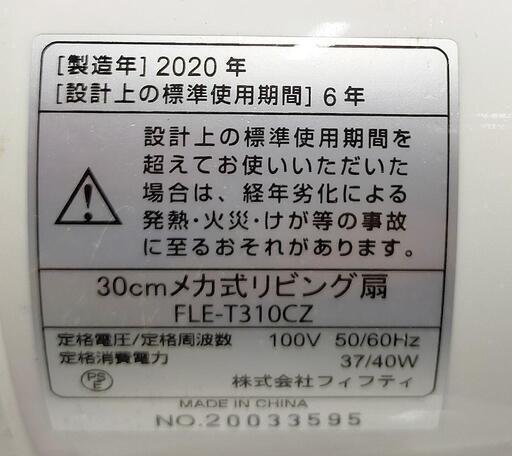 [製造年] 2020 年
[設計上の標準使用期間] 6 年
設計上の標準使用期間を
超えてお使いいただいた
場合は、経年劣化による
発熱・火災・けが等の事故
に至るおそれがあります。
30cmメカ式リビング扇
FLE-T310CZ
定格電圧/定格周波数 100V 50/60Hz
定格消費電力 37/40W
PS
E
株式会社フィフティ
MADE IN CHINA
NO.20033595